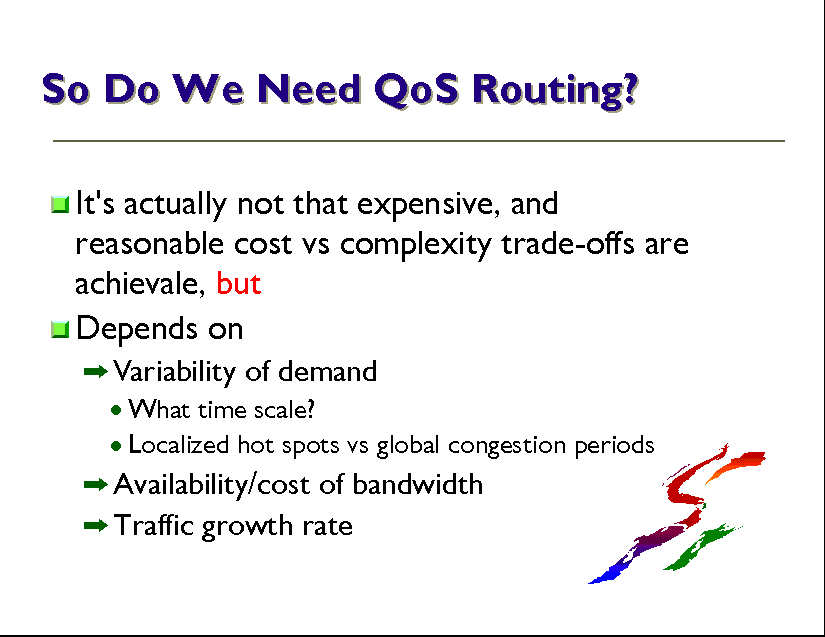 So Do We Need QoS Routing?
It's actually not that expensive, and
reasonable cost vs complexity trade-offs are
achievale, but
Depends on
Variability of demand
What time scale?
Localized hot spots vs global congestion periods
Availability/cost of bandwidth
Traffic growth rate